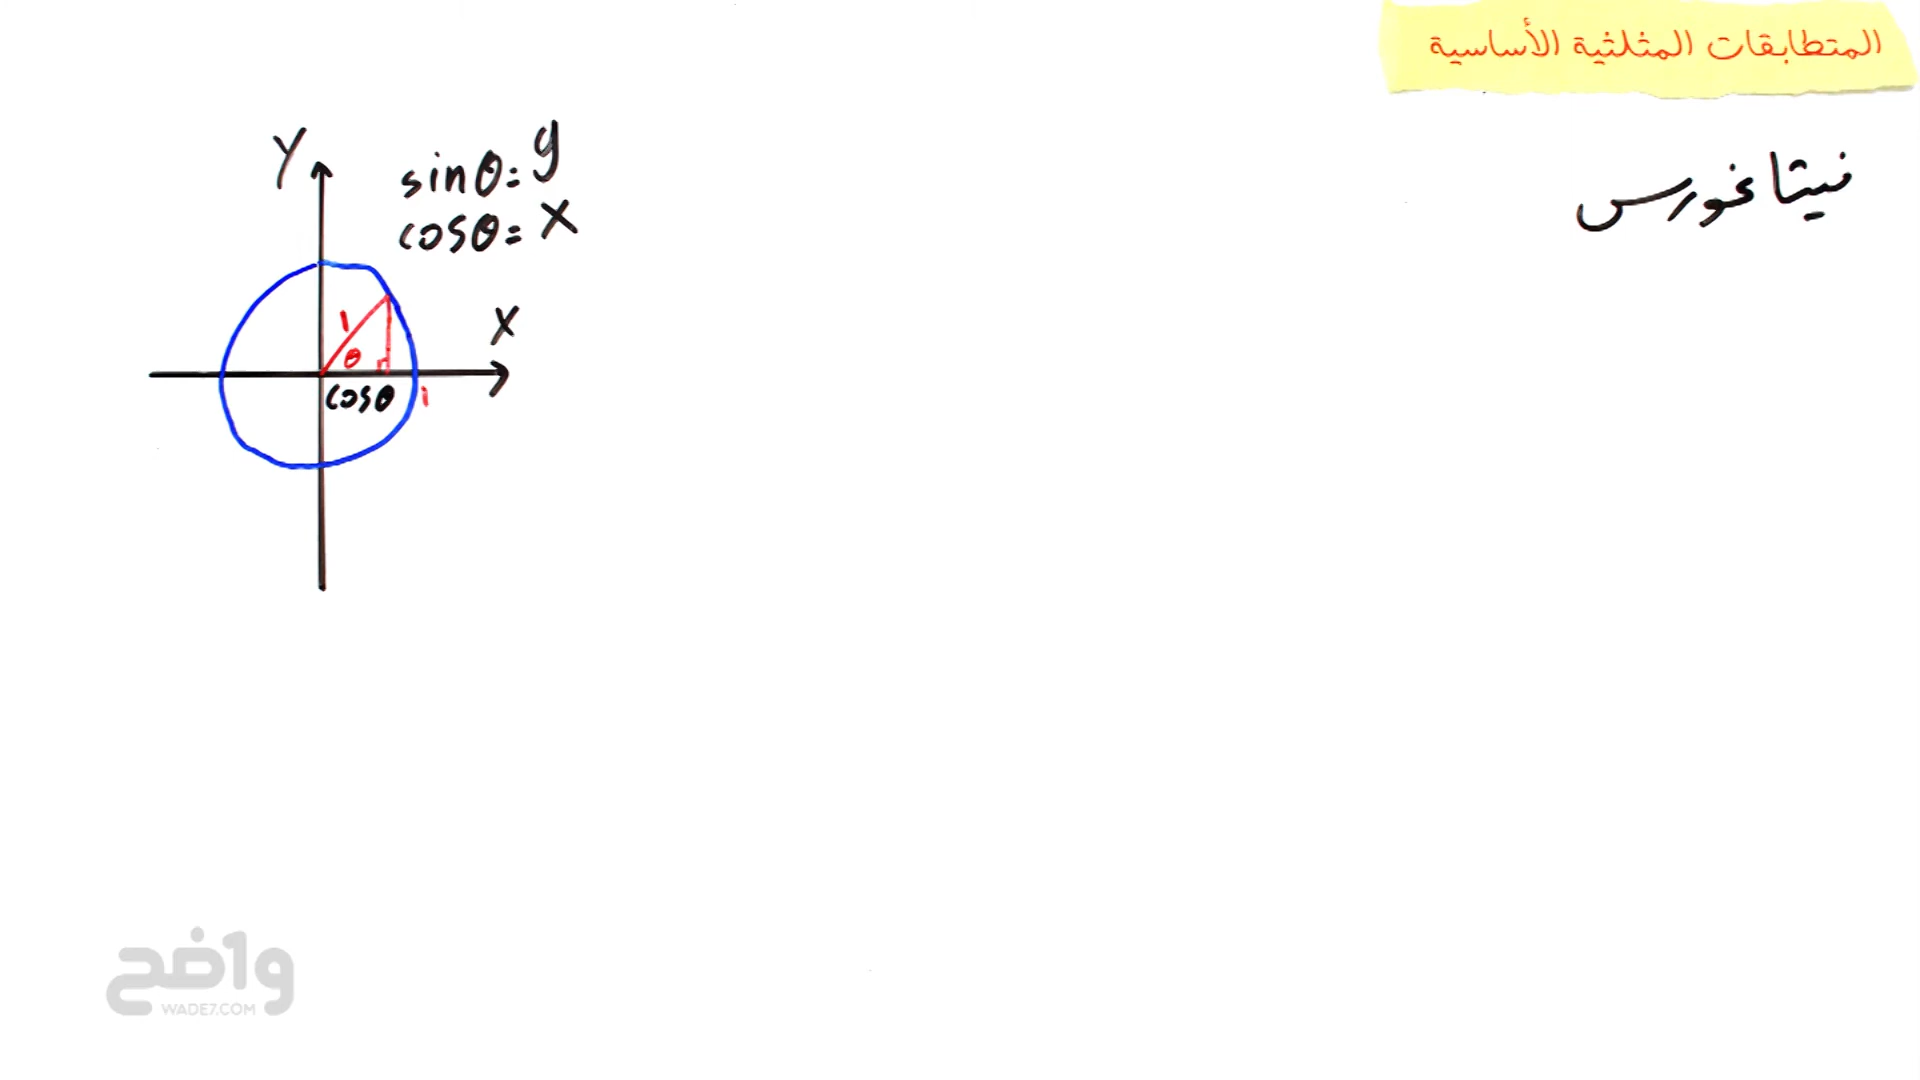 المتطابقات المثلثية الأساسية
فيثاغورس
Y
sinθ = y
cosθ = x
X
1
θ
cosθ
1
واضح
WADE7.COM